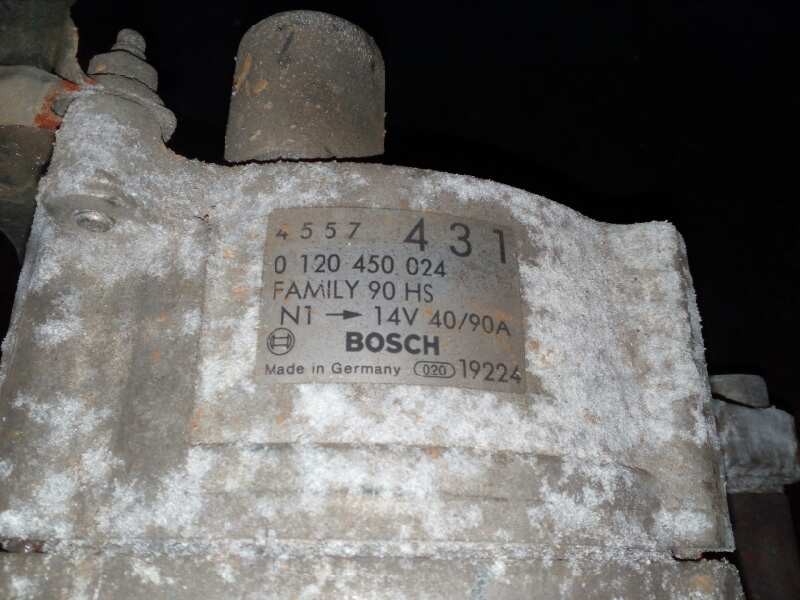 4557 431
0 120 450 024
FAMILY 90 HS
N1 → 14V 40/90A
BOSCH
Made in Germany 020 19224